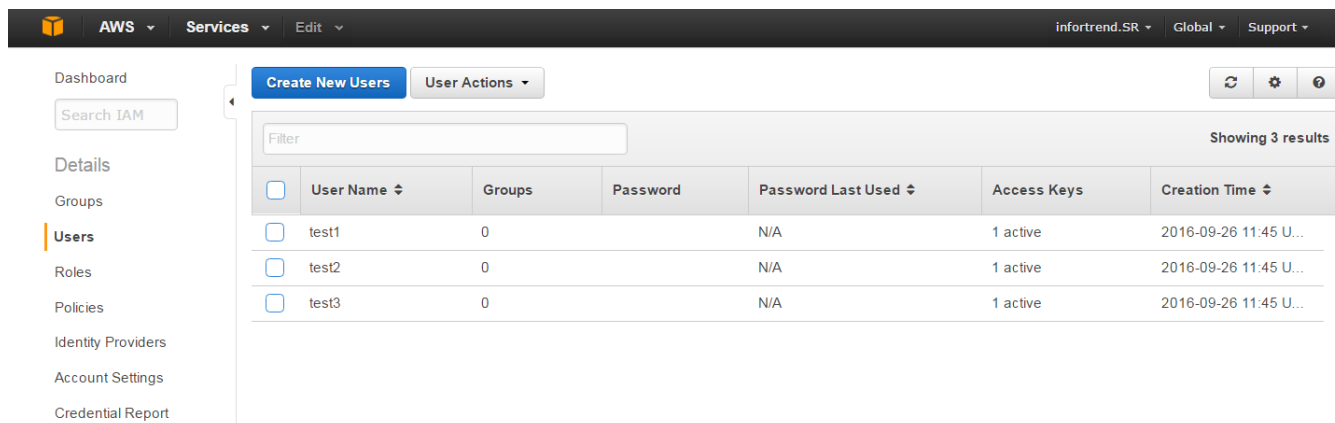 AWS Services Edit infortrend.SR Global Support
Dashboard
Search IAM
Details
Groups
Users
Roles
Policies
Identity Providers
Account Settings
Credential Report
Create New Users User Actions
Filter Showing 3 results
User Name Groups Password Password Last Used Access Keys Creation Time
test1 0 N/A 1 active 2016-09-26 11:45 U...
test2 0 N/A 1 active 2016-09-26 11:45 U...
test3 0 N/A 1 active 2016-09-26 11:45 U...